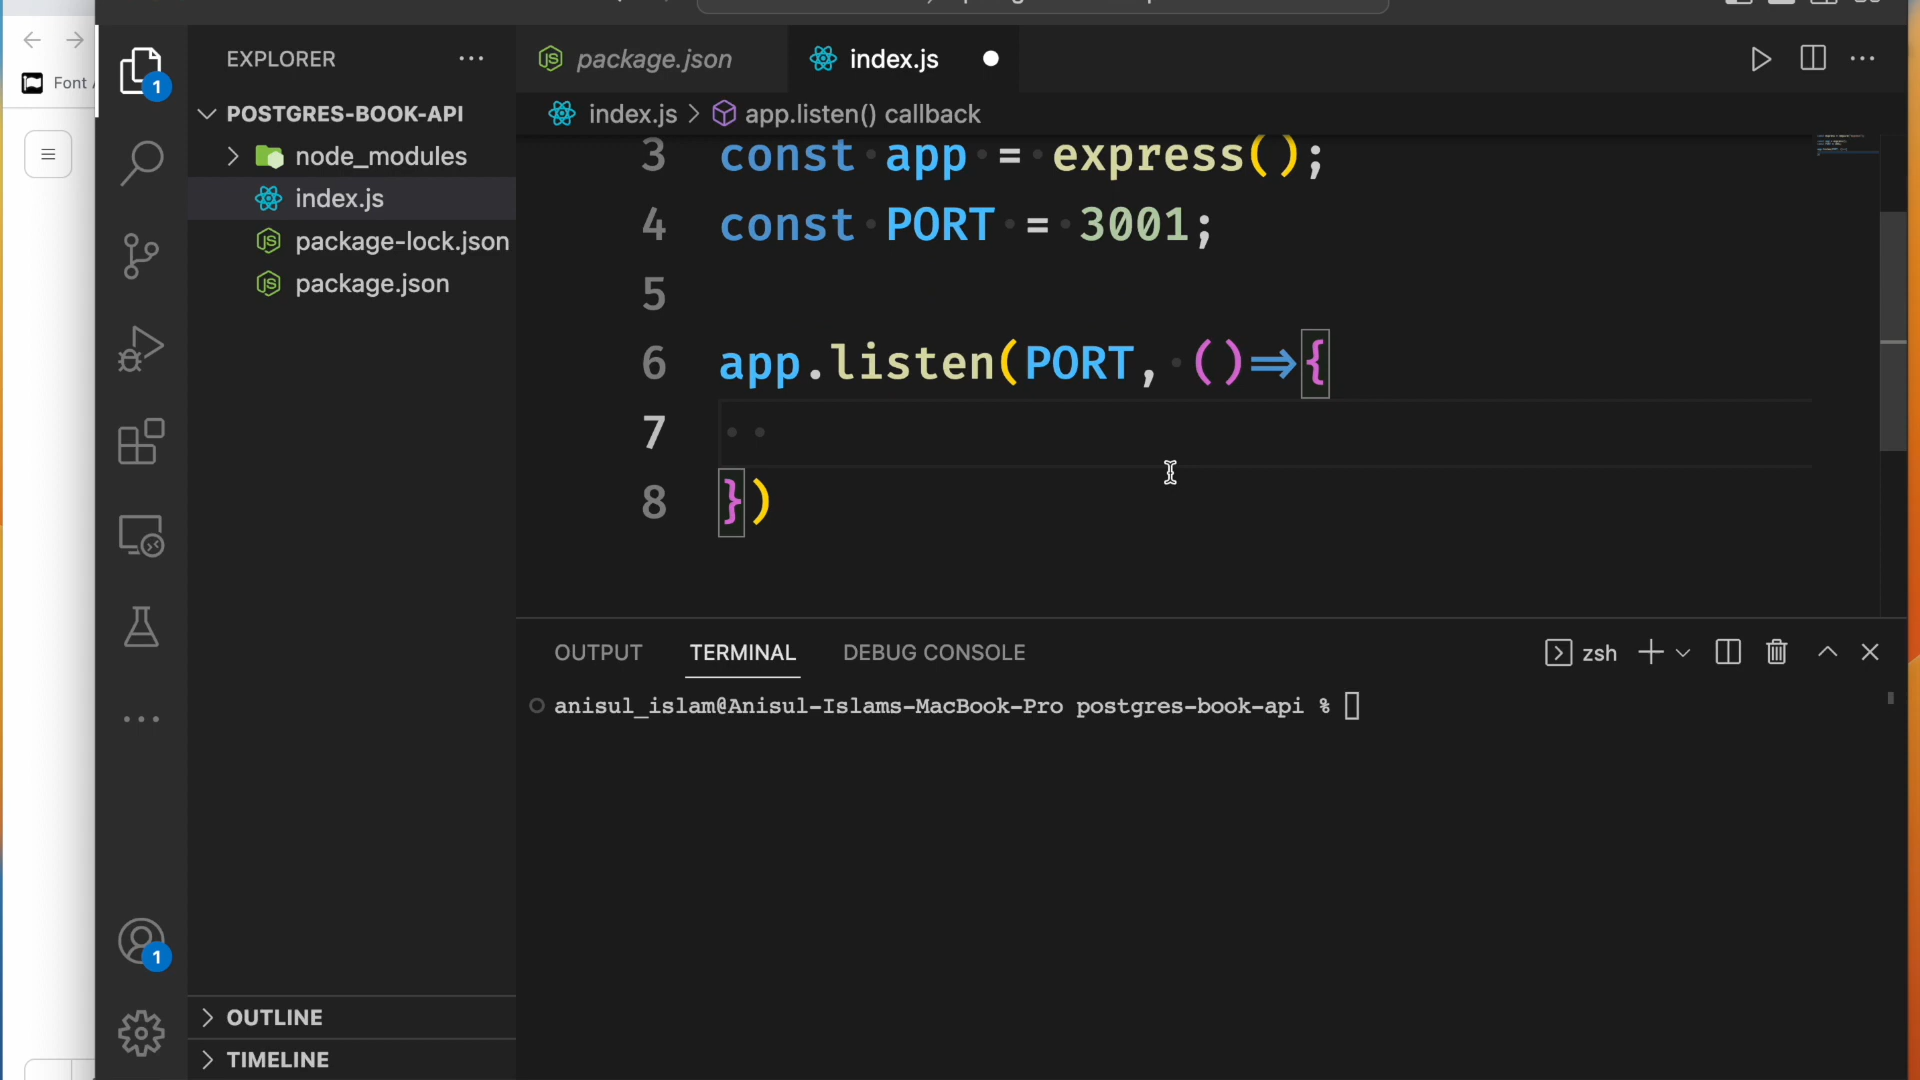 Font
EXPLORER
POSTGRES-BOOK-API
node_modules
index.js
package-lock.json
package.json
OUTLINE
TIMELINE
1
1
package.json
index.js
index.js > app.listen() callback
3 const app = express();
4 const PORT = 3001;
5
6 app.listen(PORT, ()=>{
7
8 })
OUTPUT TERMINAL DEBUG CONSOLE
zsh
anisul_islam@Anisul-Islams-MacBook-Pro postgres-book-api %